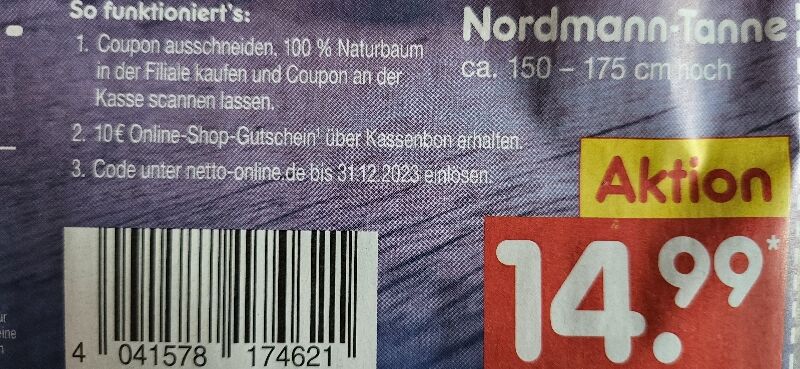 So funktioniert's:
1. Coupon ausschneiden, 100 % Naturbaum
in der Filiale kaufen und Coupon an der
Kasse scannen lassen.
2. 10€ Online-Shop-Gutschein¹ über Kassenbon erhalten.
3. Code unter netto-online.de bis 31.12.2023 einlösen.
4 041578 174621
Nordmann-Tanne
ca. 150 – 175 cm hoch
Aktion
14.99*